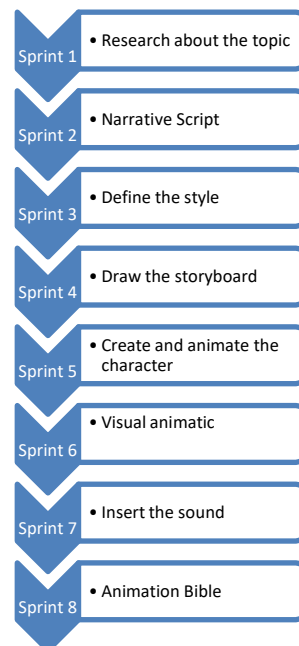 Sprint 1
• Research about the topic
Sprint 2
• Narrative Script
Sprint 3
• Define the style
Sprint 4
• Draw the storyboard
Sprint 5
• Create and animate the
character
Sprint 6
• Visual animatic
Sprint 7
• Insert the sound
Sprint 8
• Animation Bible